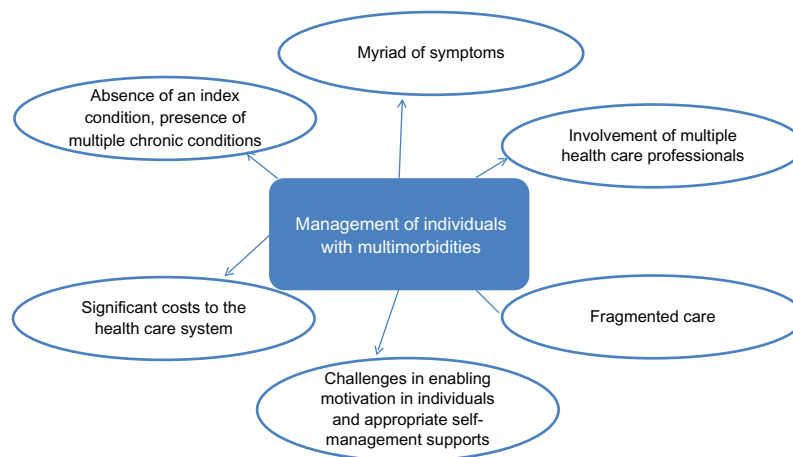 Myriad of symptoms
Absence of an index
condition, presence of
multiple chronic conditions
Involvement of multiple
health care professionals
Management of individuals
with multimorbidities
Significant costs to the
health care system
Fragmented care
Challenges in enabling
motivation in individuals
and appropriate self-
management supports